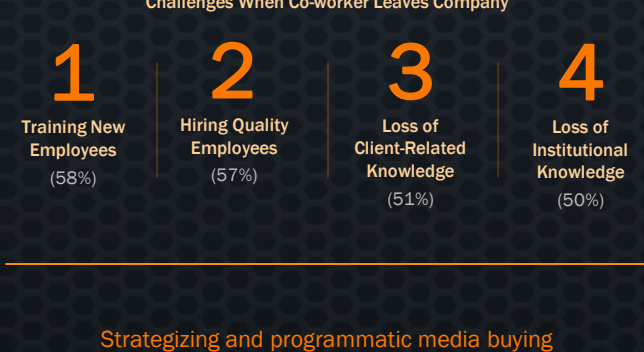 Challenges When Co-worker Leaves Company
1
Training New
Employees
(58%)
2
Hiring Quality
Employees
(57%)
3
Loss of
Client-Related
Knowledge
(51%)
4
Loss of
Institutional
Knowledge
(50%)
Strategizing and programmatic media buying